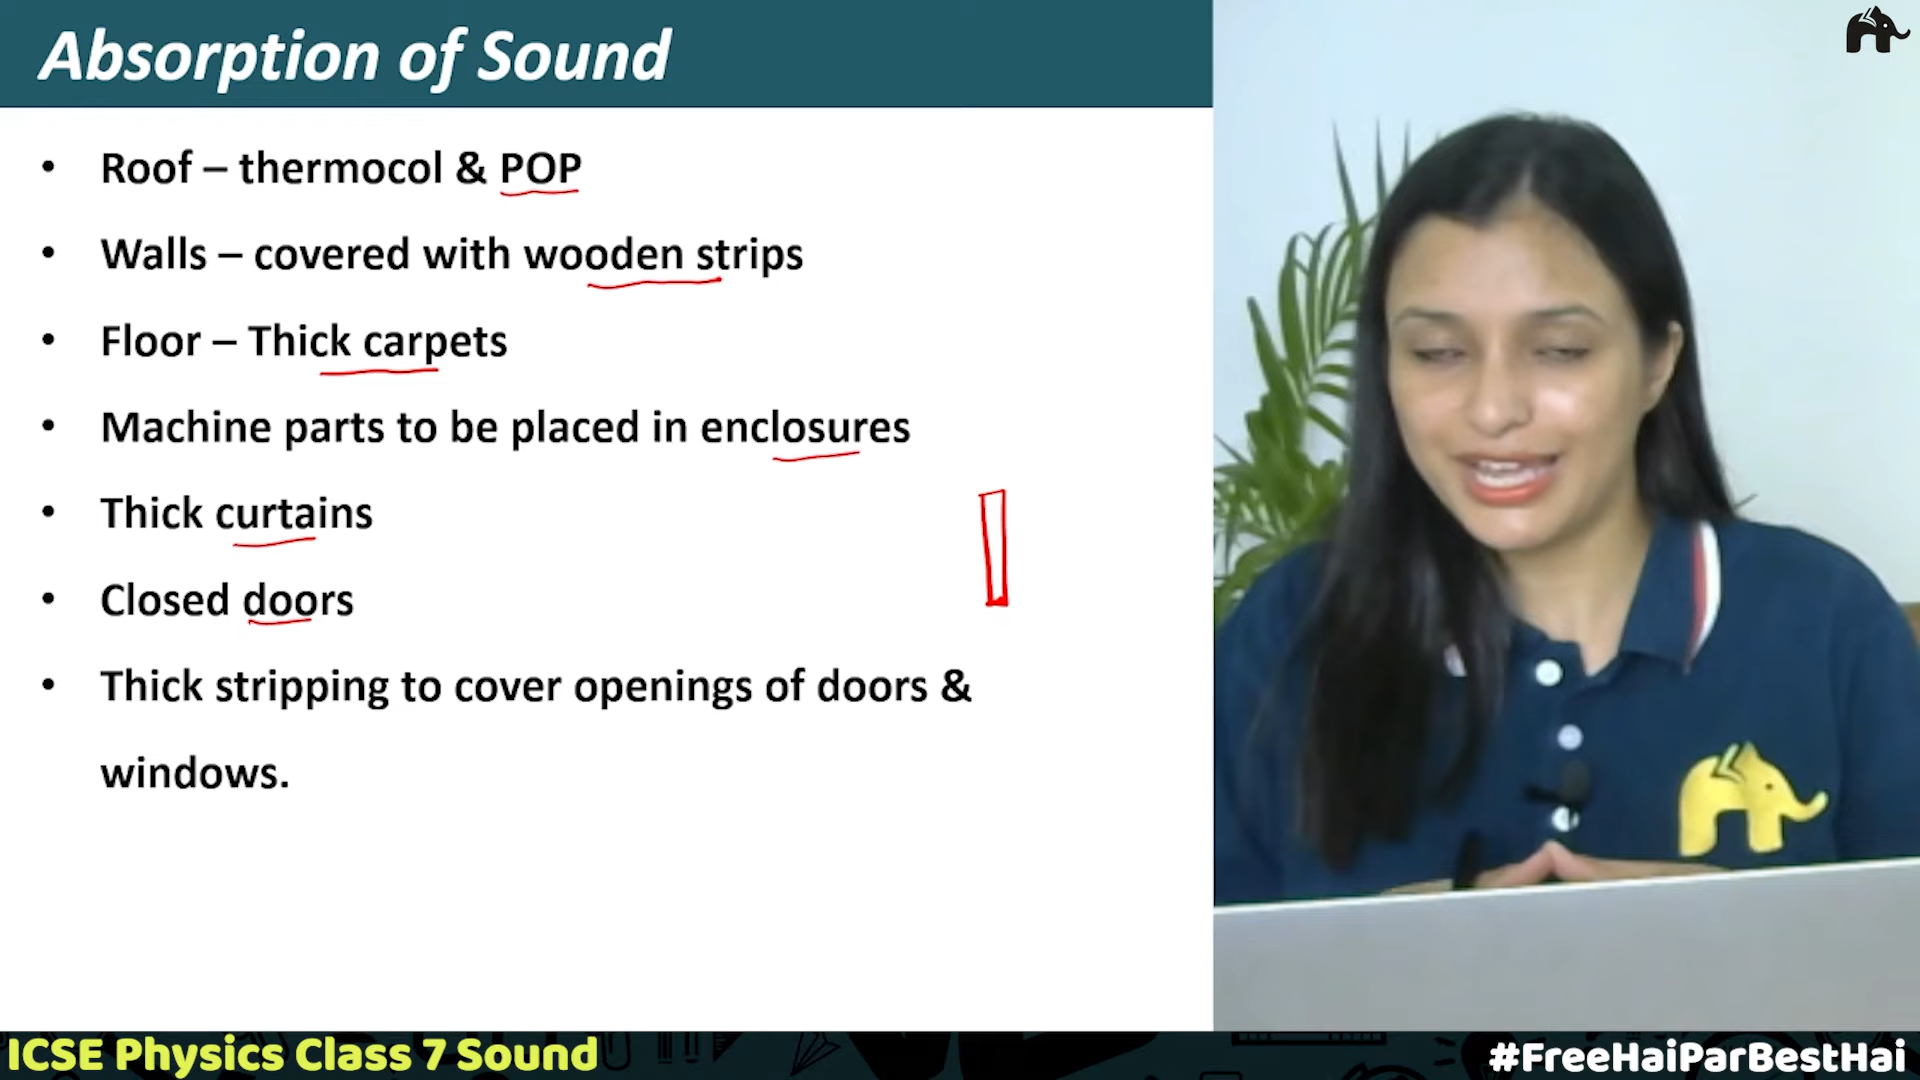 Absorption of Sound
• Roof – thermocol & POP
• Walls – covered with wooden strips
• Floor – Thick carpets
• Machine parts to be placed in enclosures
• Thick curtains
• Closed doors
• Thick stripping to cover openings of doors &
windows.
ICSE Physics Class 7 Sound
#FreeHaiParBestHai